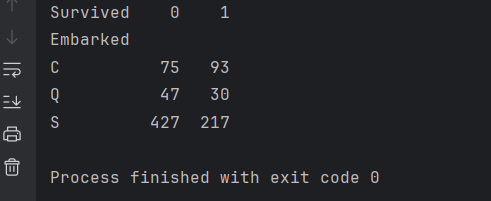 Survived    0    1
Embarked
C          75   93
Q          47   30
S         427  217
Process finished with exit code 0